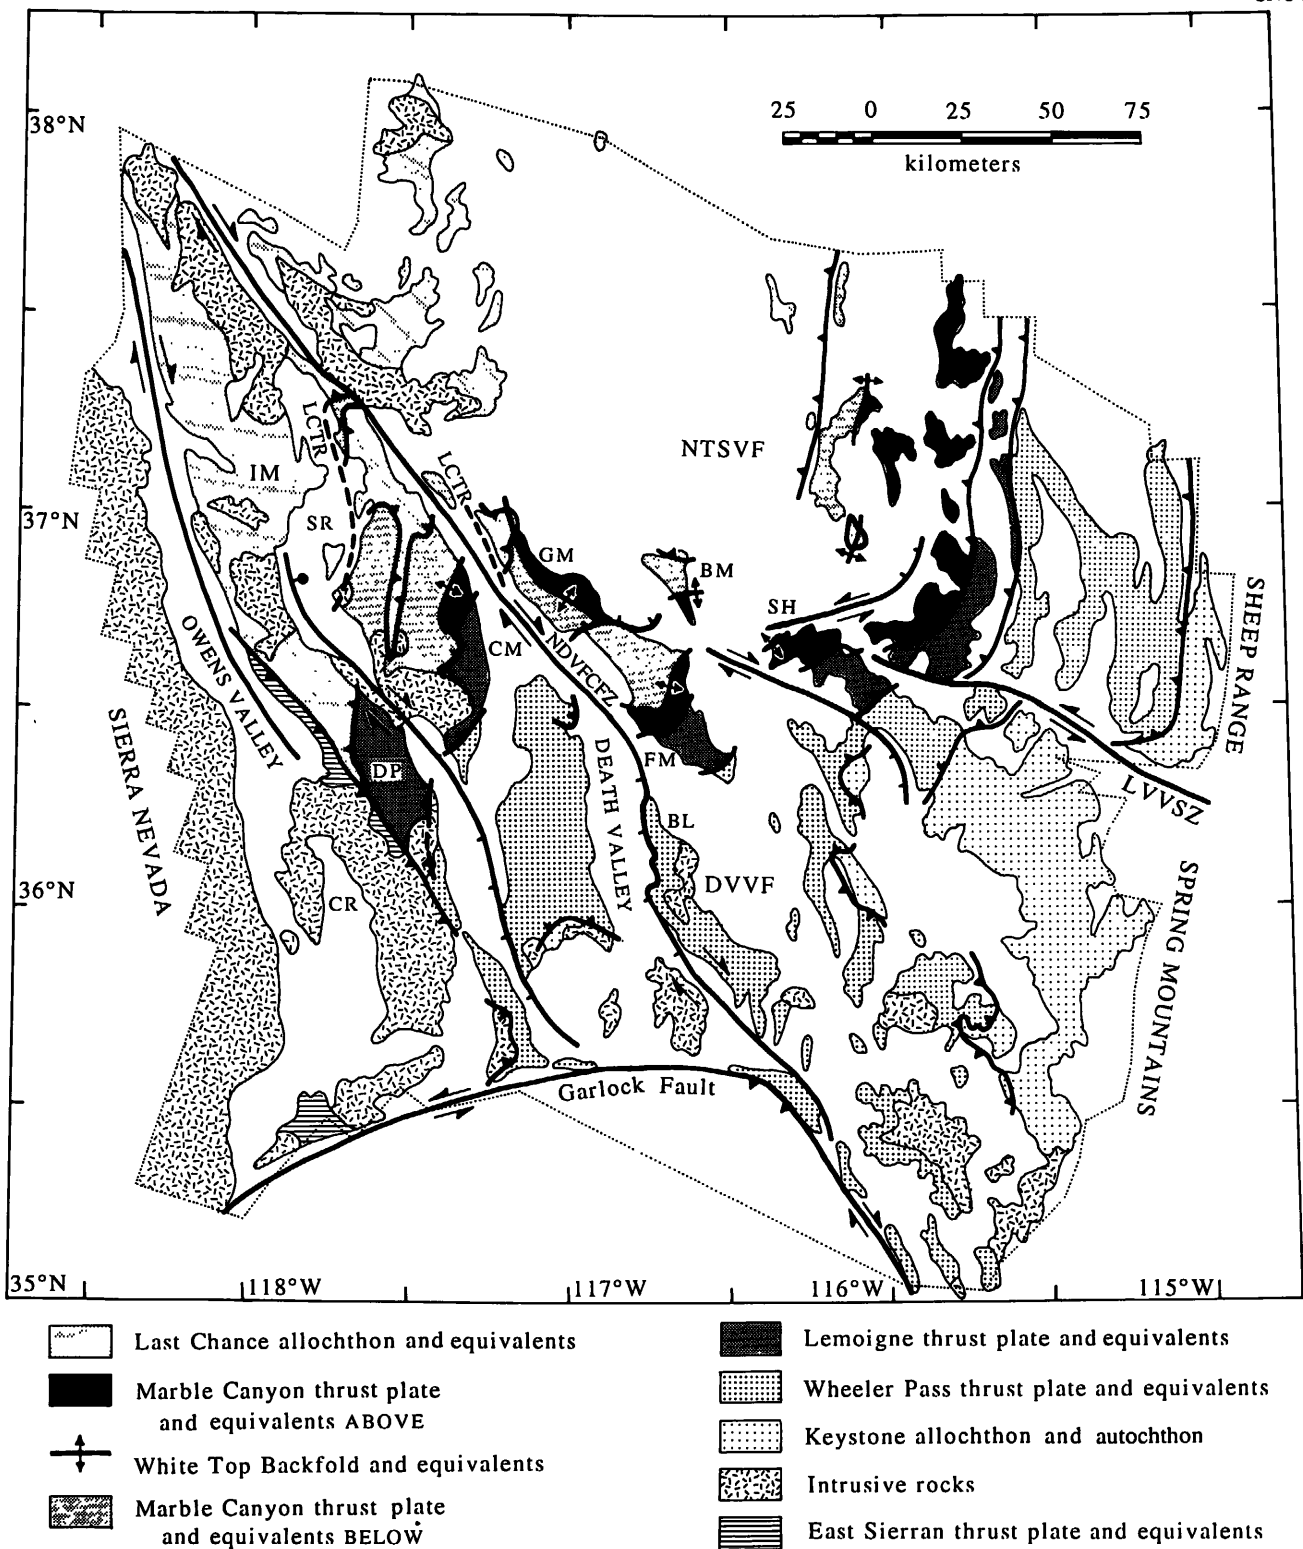 38°N
25 0 25 50 75
kilometers
LCTR
LCTR
NTSVF
IM
37°N
SR
GM
BM
SH
SHEEP RANGE
OWENS VALLEY
CM
NDVFCFZ
SIERRA NEVADA
DP
DEATH VALLEY
FM
LVVSZ
BL
36°N
CR
DVVF
SPRING MOUNTAINS
Garlock Fault
35°N
118°W
117°W
116°W
115°W
Last Chance allochthon and equivalents
Marble Canyon thrust plate
and equivalents ABOVE
White Top Backfold and equivalents
Marble Canyon thrust plate
and equivalents BELOW
Lemoigne thrust plate and equivalents
Wheeler Pass thrust plate and equivalents
Keystone allochthon and autochthon
Intrusive rocks
East Sierran thrust plate and equivalents